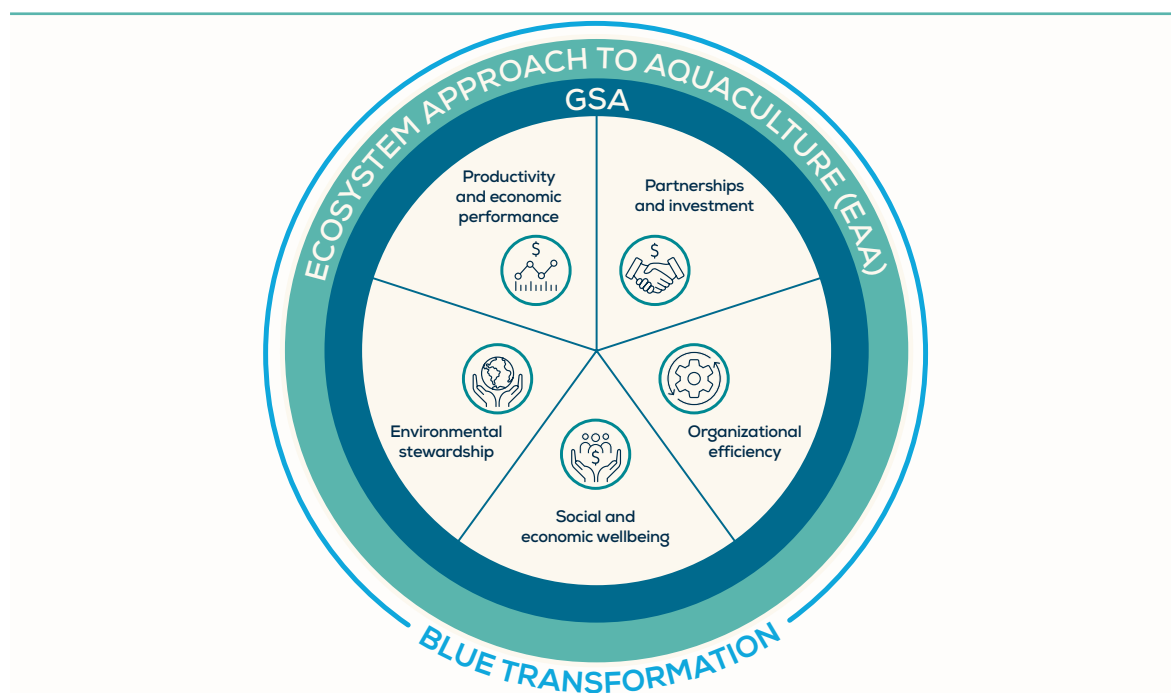 ECOSYSTEM APPROACH TO AQUACULTURE (EAA)
GSA
Productivity
and economic
performance
$
Partnerships
and investment
$
Environmental
stewardship
Organizational
efficiency
$
Social and
economic wellbeing
BLUE TRANSFORMATION